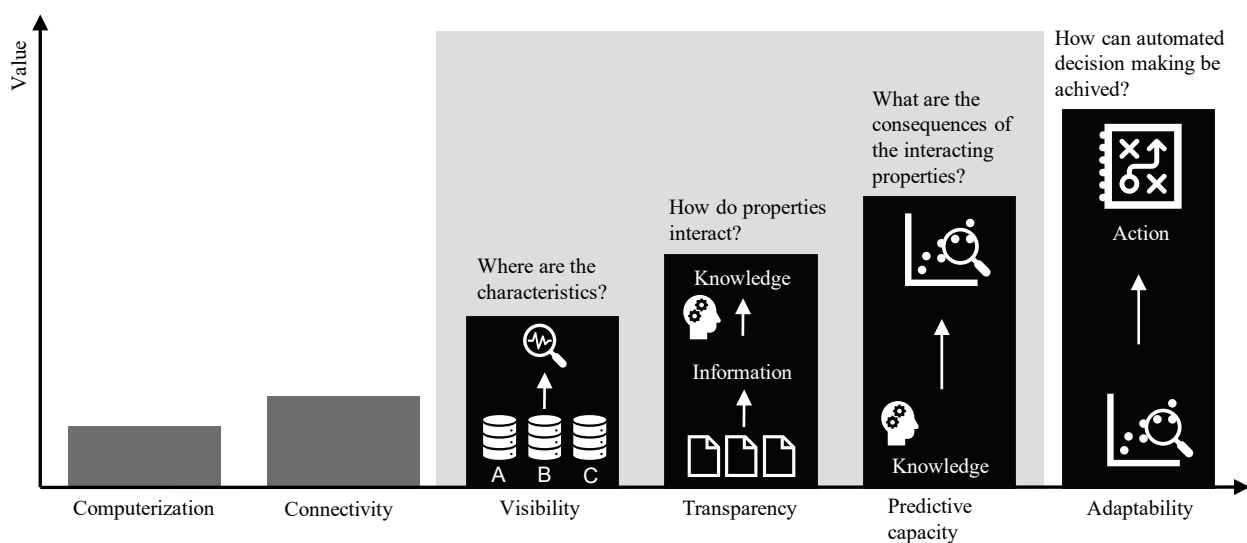 Value
How can automated
decision making be
achived?
What are the
consequences of
the interacting
properties?
How do properties
interact?
Where are the
characteristics?
Action
Knowledge
Information
Knowledge
A B C
Computerization
Connectivity
Visibility
Transparency
Predictive
capacity
Adaptability